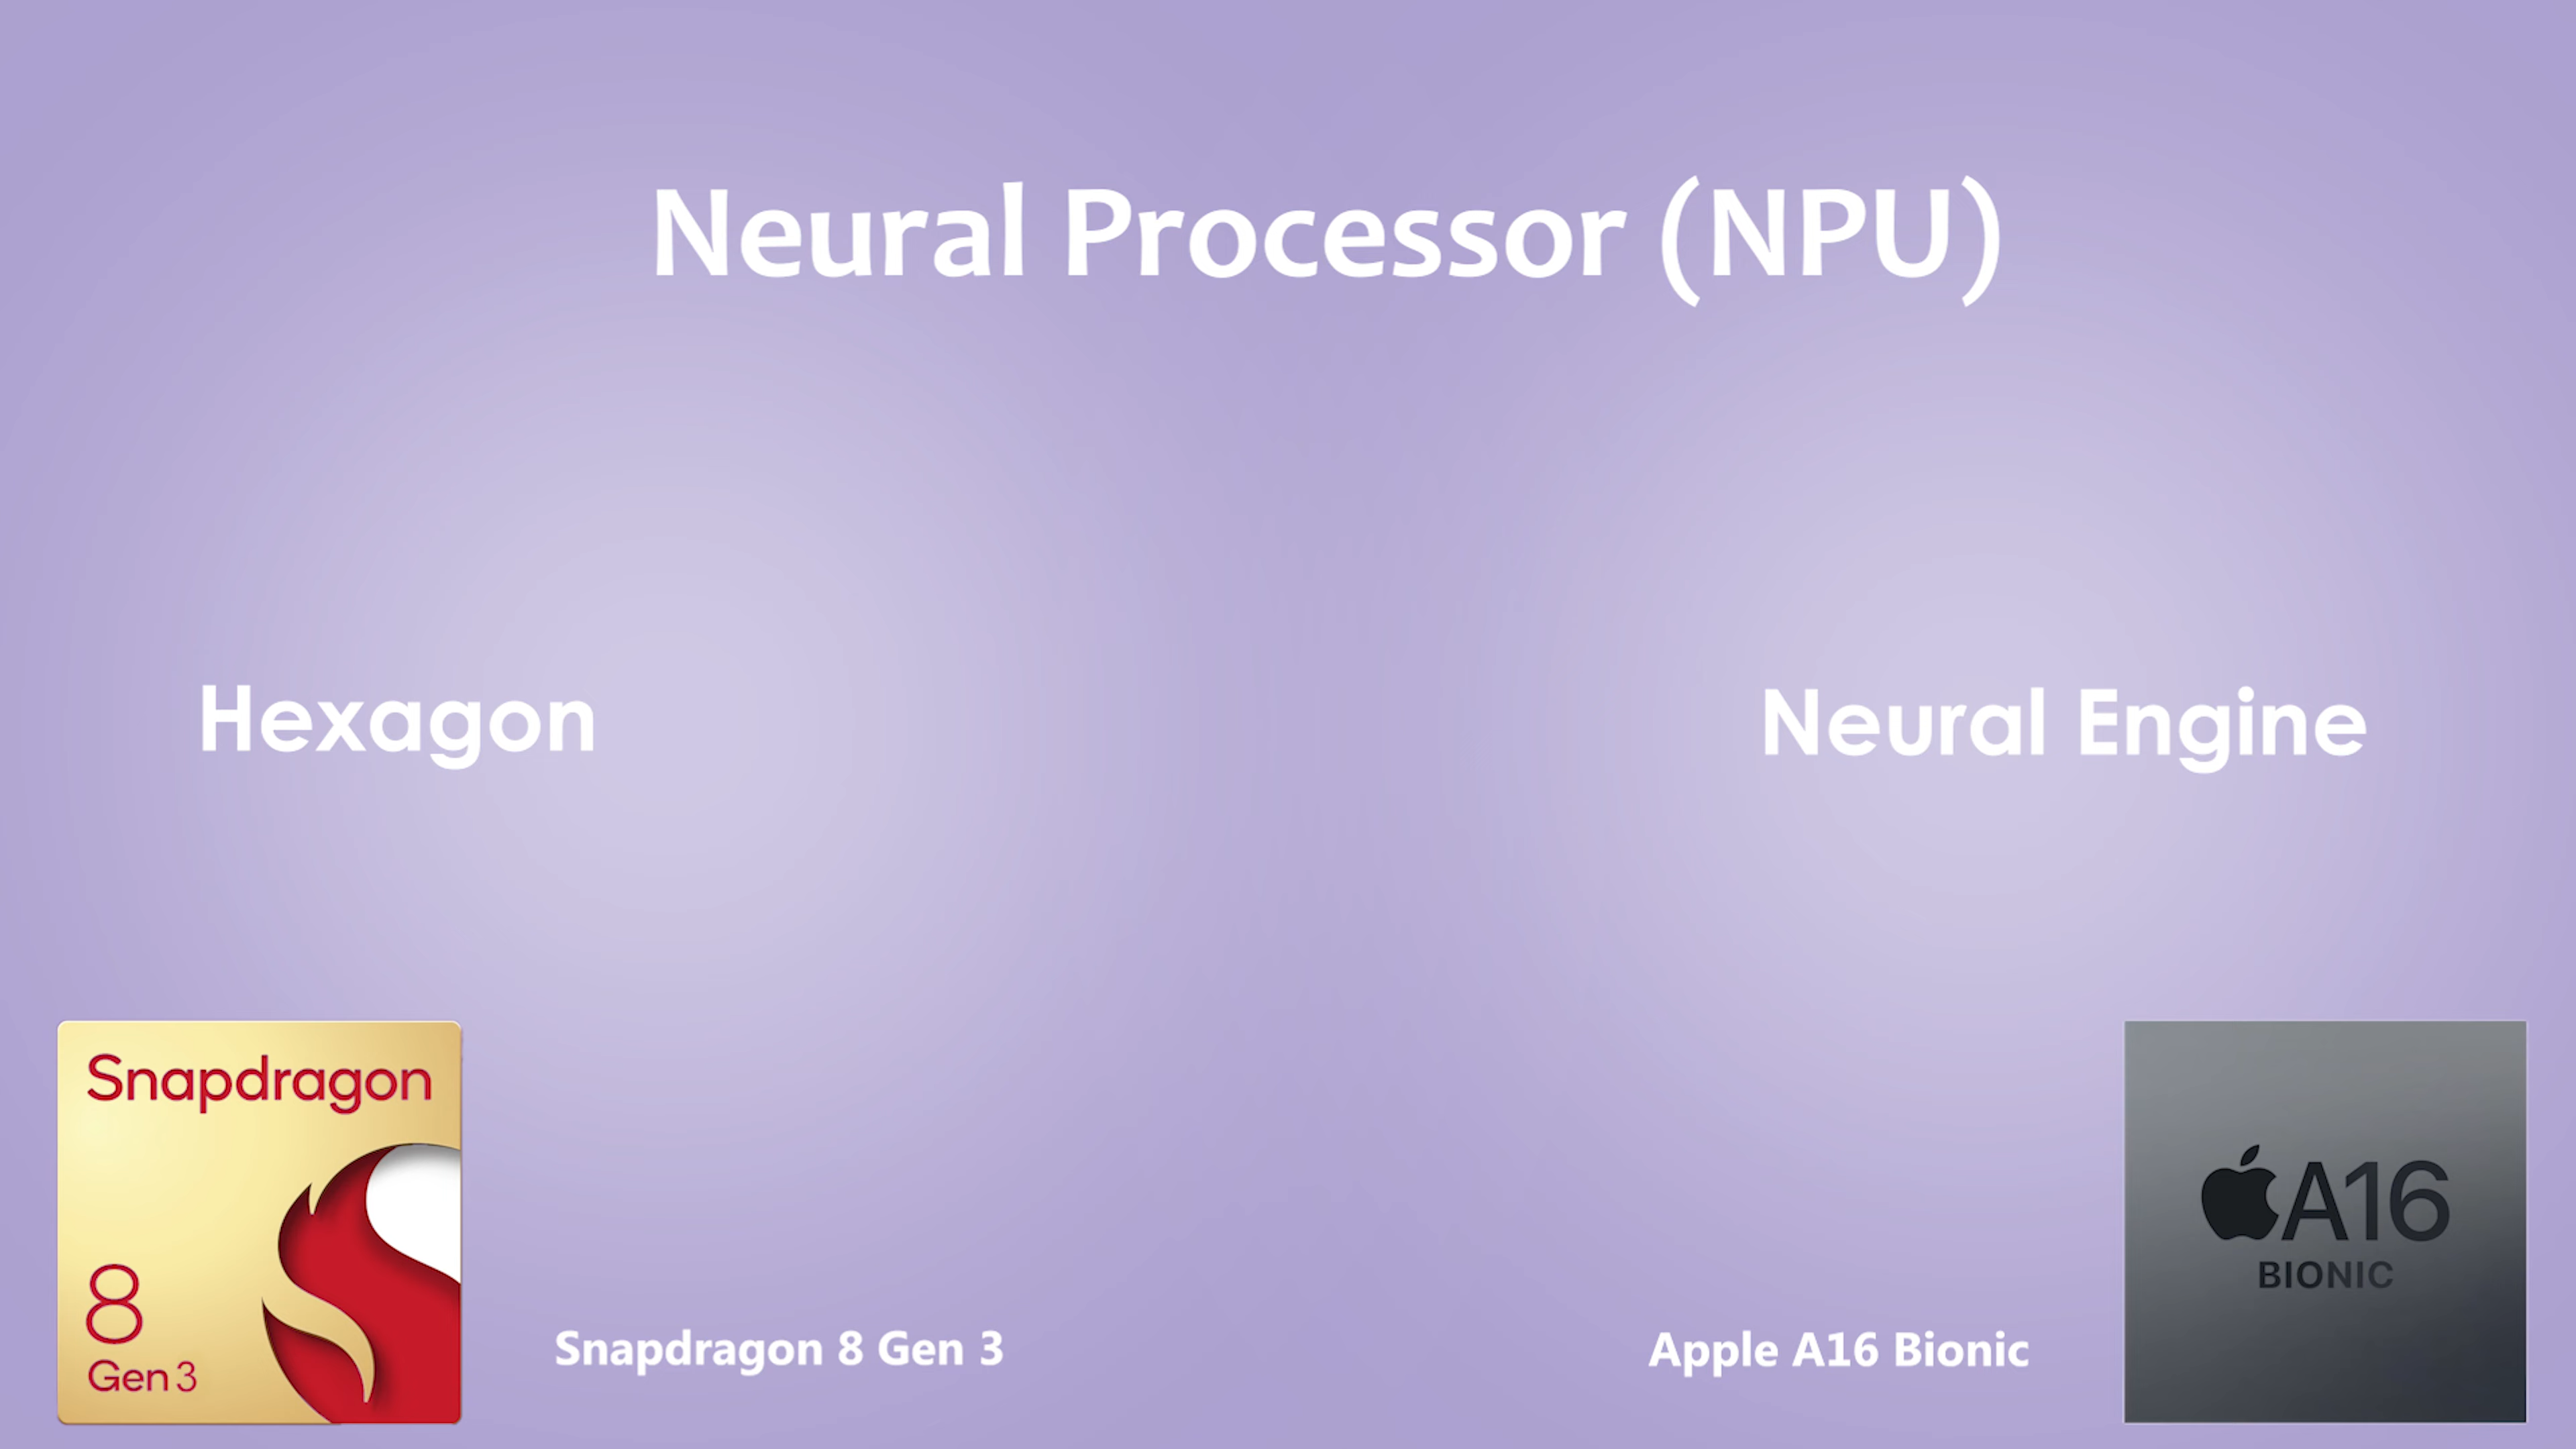 Neural Processor (NPU)
Hexagon
Neural Engine
Snapdragon
8
Gen 3
Snapdragon 8 Gen 3
Apple A16 Bionic
A16
BIONIC